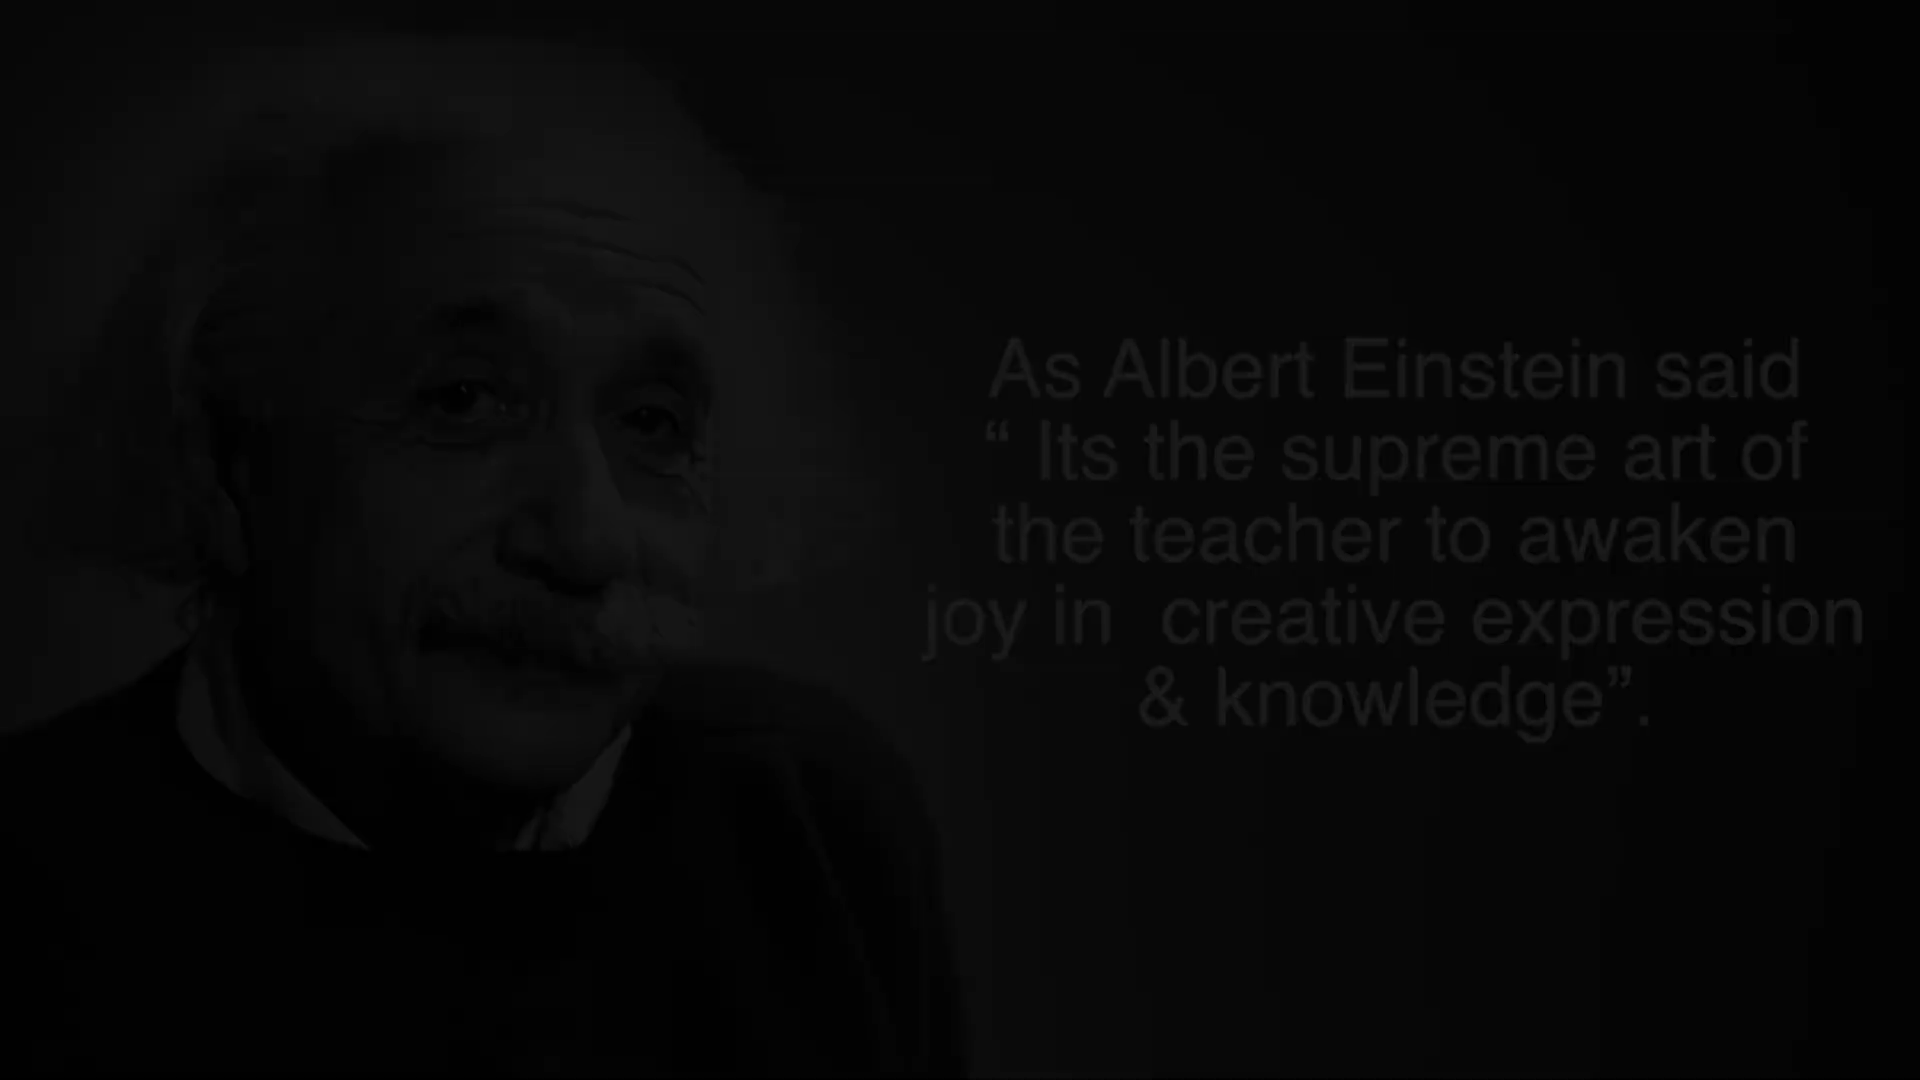 As Albert Einstein said
“ Its the supreme art of
the teacher to awaken
joy in  creative expression
& knowledge”.